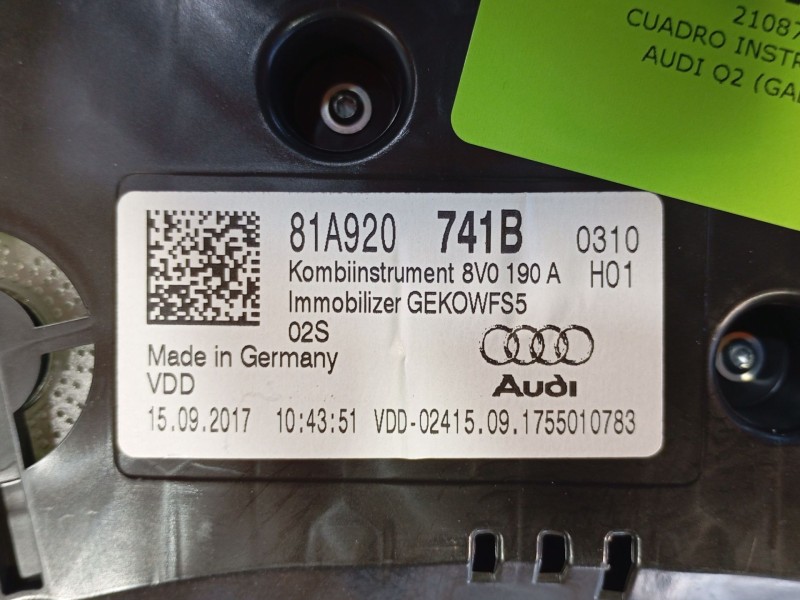 21087
CUADRO INSTR
AUDI Q2 (GA
81A920 741B 0310
Kombiinstrument 8V0 190 A H01
Immobilizer GEKOWFS5
02S
Made in Germany
VDD
Audi
15.09.2017 10:43:51 VDD-02415.09.1755010783